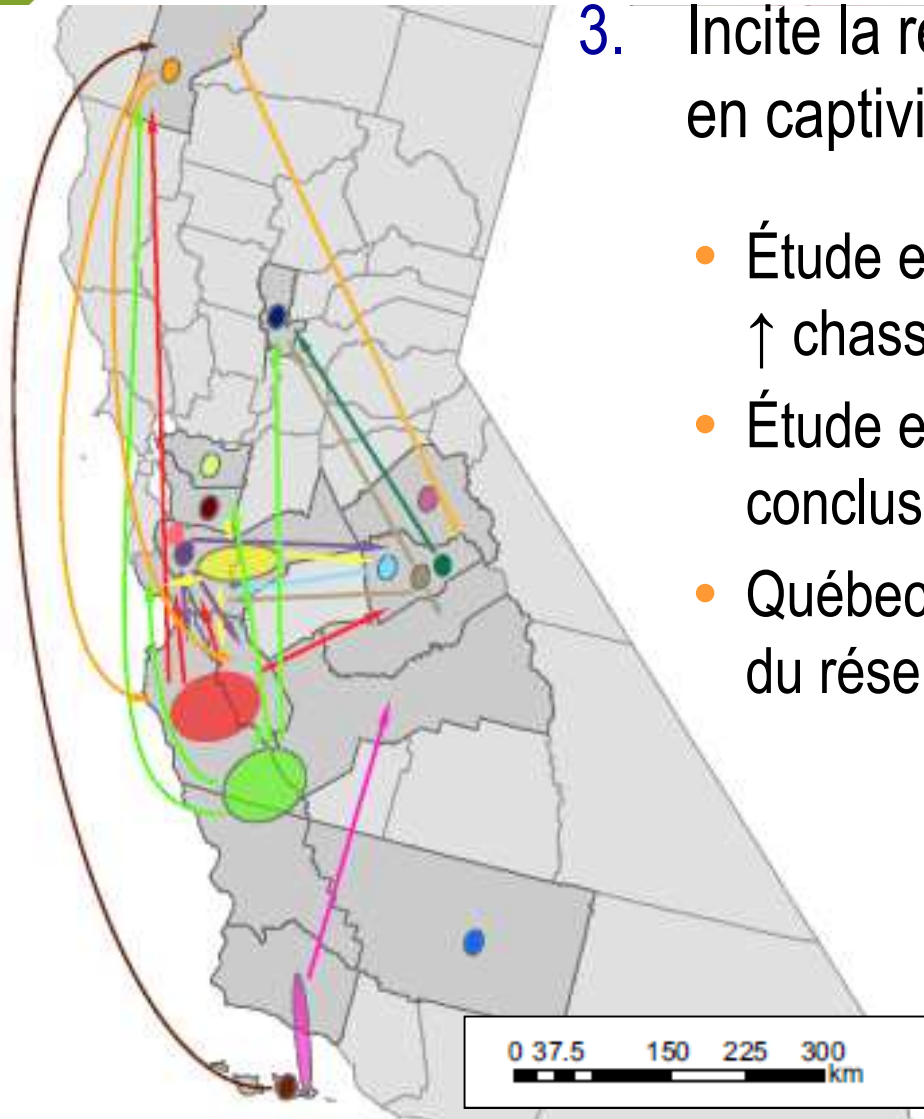 3. Incite la re
en captivi
• Étude e
↑ chass
• Étude e
conclus
• Québec
du rése
0 37.5 150 225 300
km